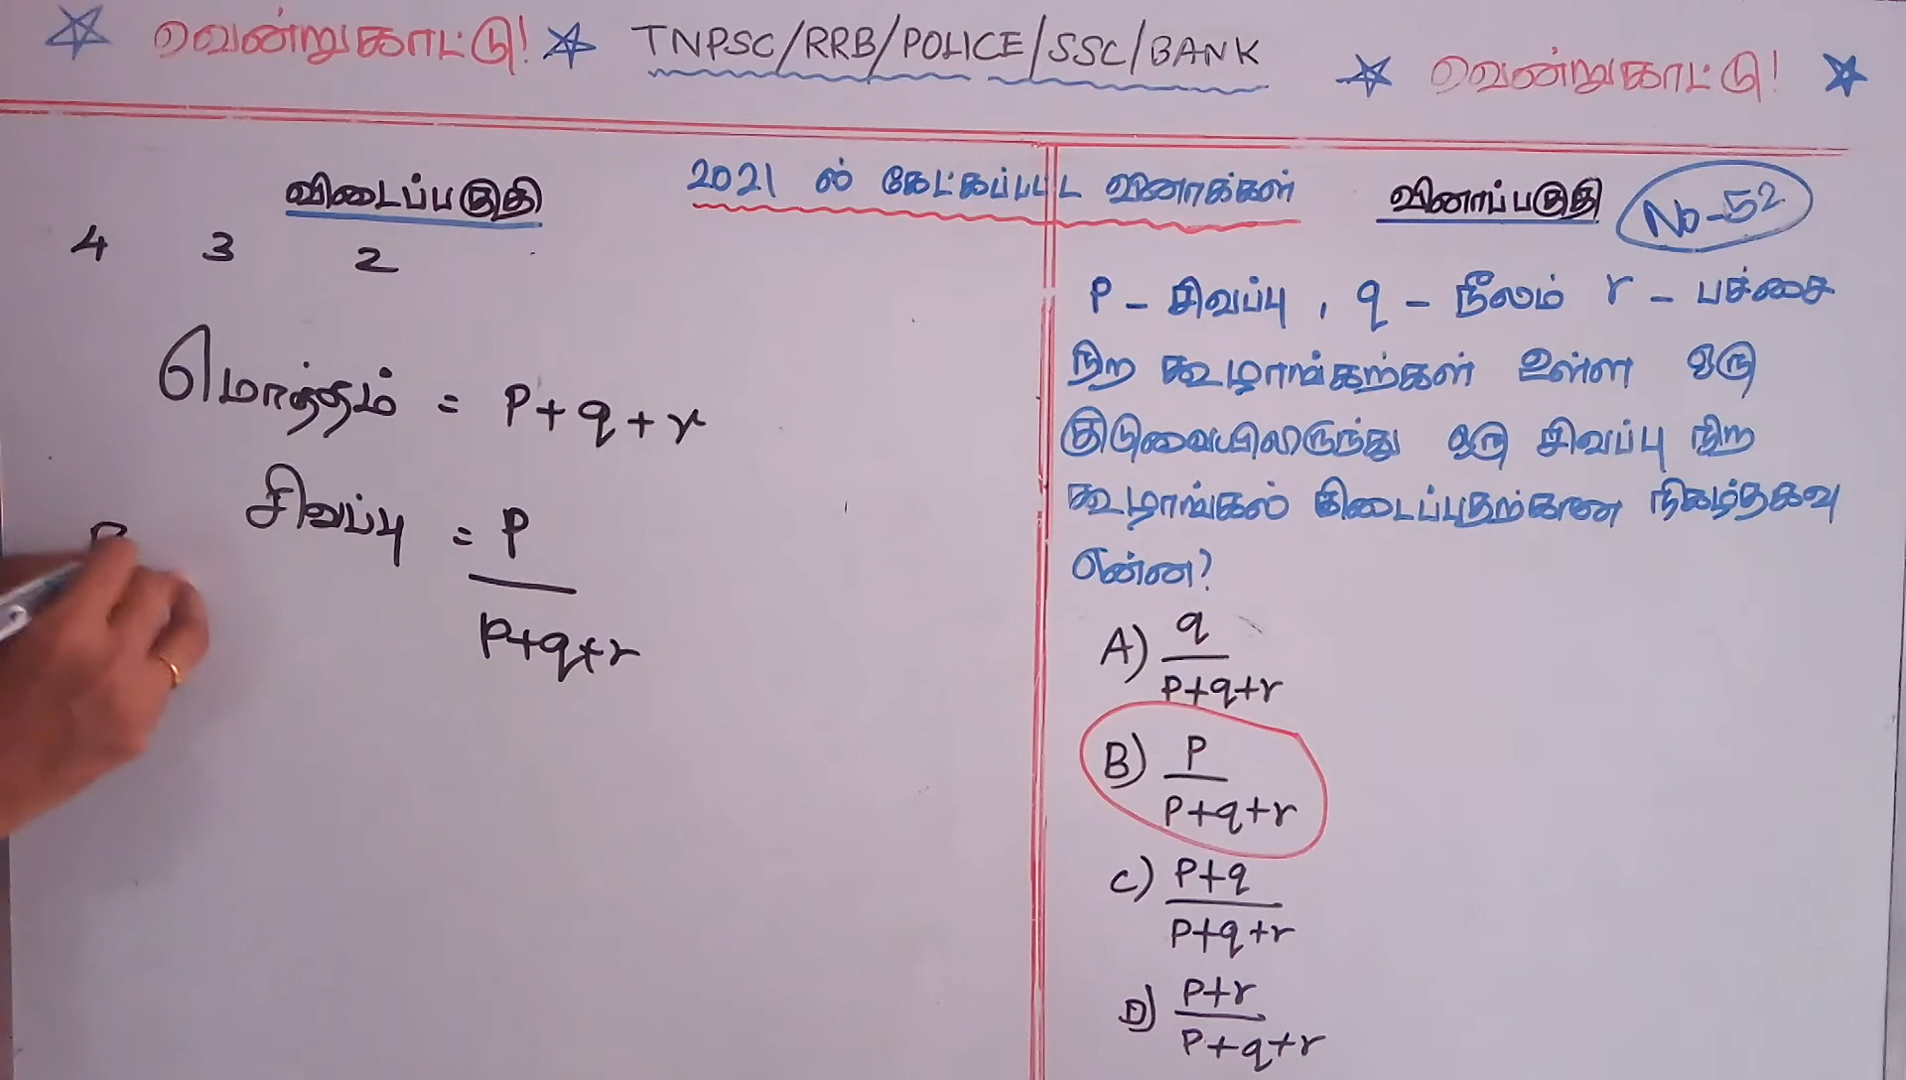 வென்றுகாட்டு! TNPSC/RRB/POLICE/SSC/BANK வென்றுகாட்டு!
2021 ல் கேட்கப்பட்ட வினாக்கள்
விடைப்பகுதி
4 3 2
மொத்தம் = P+q+r
சிவப்பு = P
P+q+r
வினாப்பகுதி No-52
P - சிவப்பு, q - நீலம் r - பச்சை
நிற கூழாங்கற்கள் உள்ள ஒரு
குடுவையிலிருந்து ஒரு சிவப்பு நிற
கூழாங்கல் கிடைப்பதற்கான நிகழ்தகவு
என்ன?
A) q
P+q+r
B) P
P+q+r
C) P+q
P+q+r
D) P+r
P+q+r